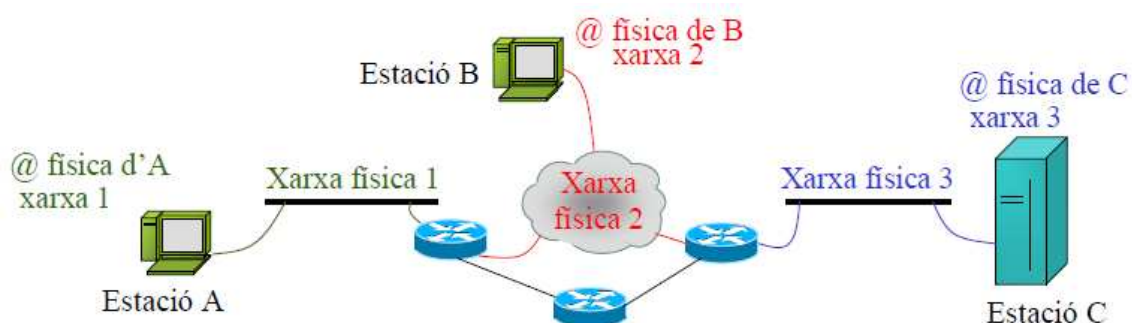 @ física de B
xarxa 2
Estació B
@ física de C
xarxa 3
@ física d'A
xarxa 1
Xarxa física 1
Xarxa
física 2
Xarxa física 3
Estació A
Estació C